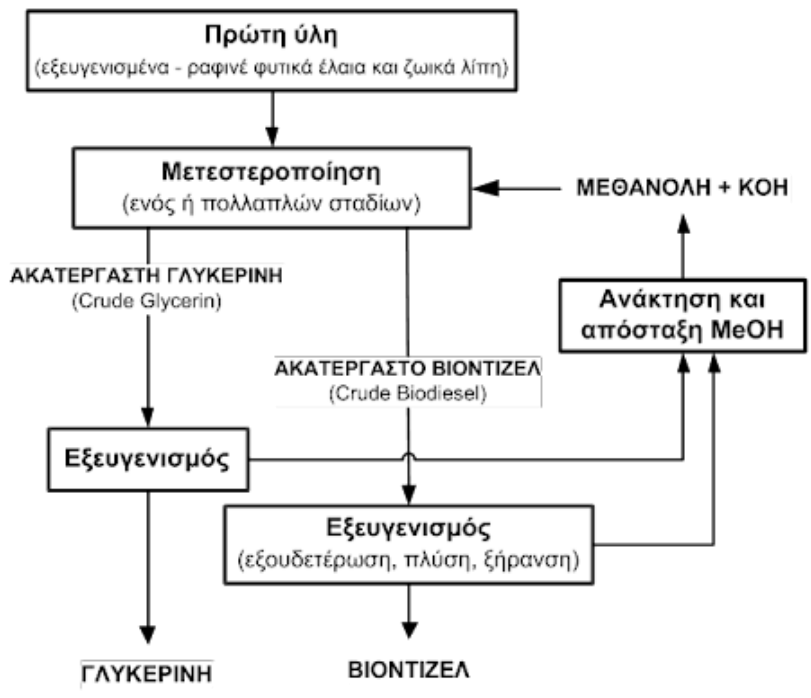 Πρώτη ύλη
(εξευγενισμένα - ραφινέ φυτικά έλαια και ζωικά λίπη)
Μετεστεροποίηση
(ενός ή πολλαπλών σταδίων)
ΜΕΘΑΝΟΛΗ + ΚΟΗ
ΑΚΑΤΕΡΓΑΣΤΗ ΓΛΥΚΕΡΙΝΗ
(Crude Glycerin)
Ανάκτηση και
απόσταξη MeOH
ΑΚΑΤΕΡΓΑΣΤΟ ΒΙΟΝΤΙΖΕΛ
(Crude Biodiesel)
Εξευγενισμός
Εξευγενισμός
(εξουδετέρωση, πλύση, ξήρανση)
ΓΛΥΚΕΡΙΝΗ
ΒΙΟΝΤΙΖΕΛ